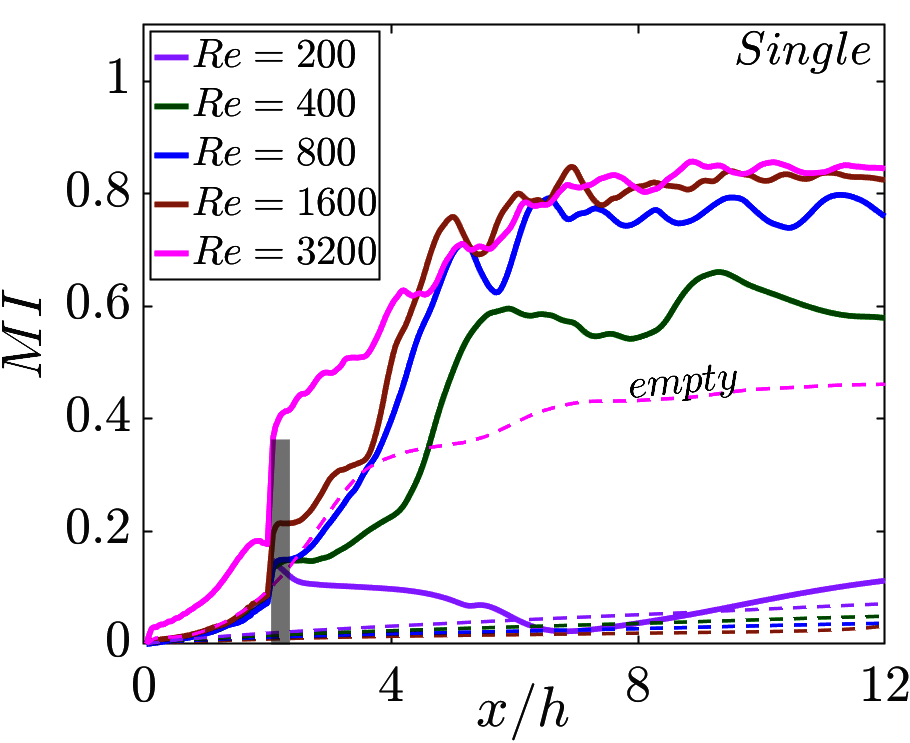 Single
Re = 200
Re = 400
Re = 800
Re = 1600
Re = 3200
1
0.8
0.6
0.4
0.2
0
MI
empty
0 4 8 12
x/h